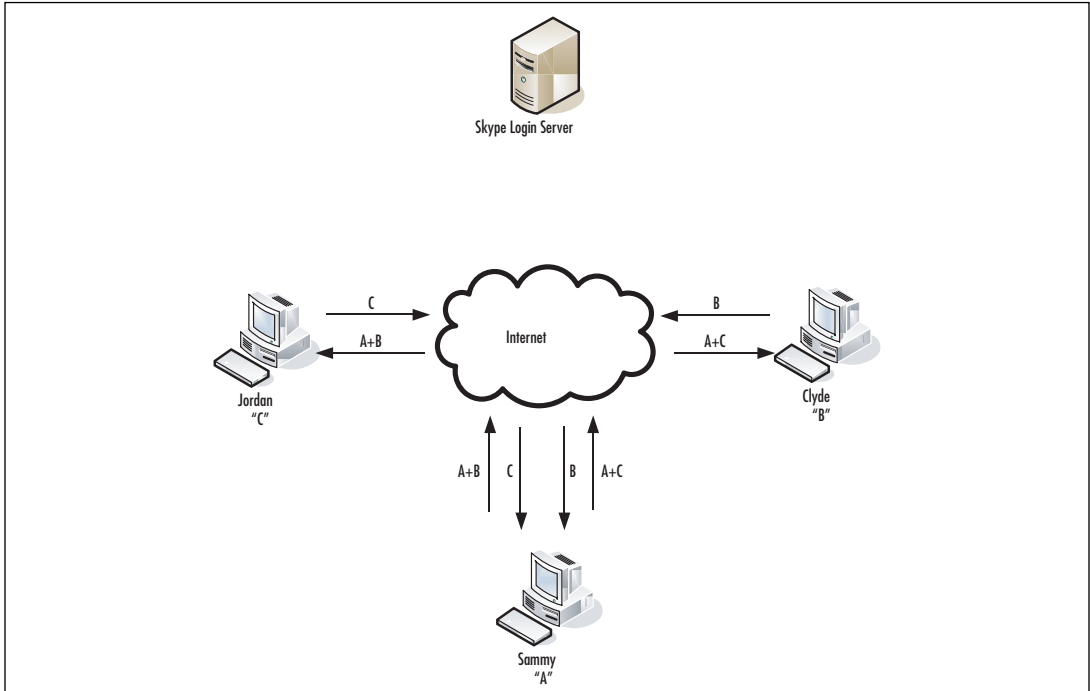 Skype Login Server
C
B
Internet
A+B
A+C
Jordan
"C"
Clyde
"B"
A+B
C
B
A+C
Sammy
"A"